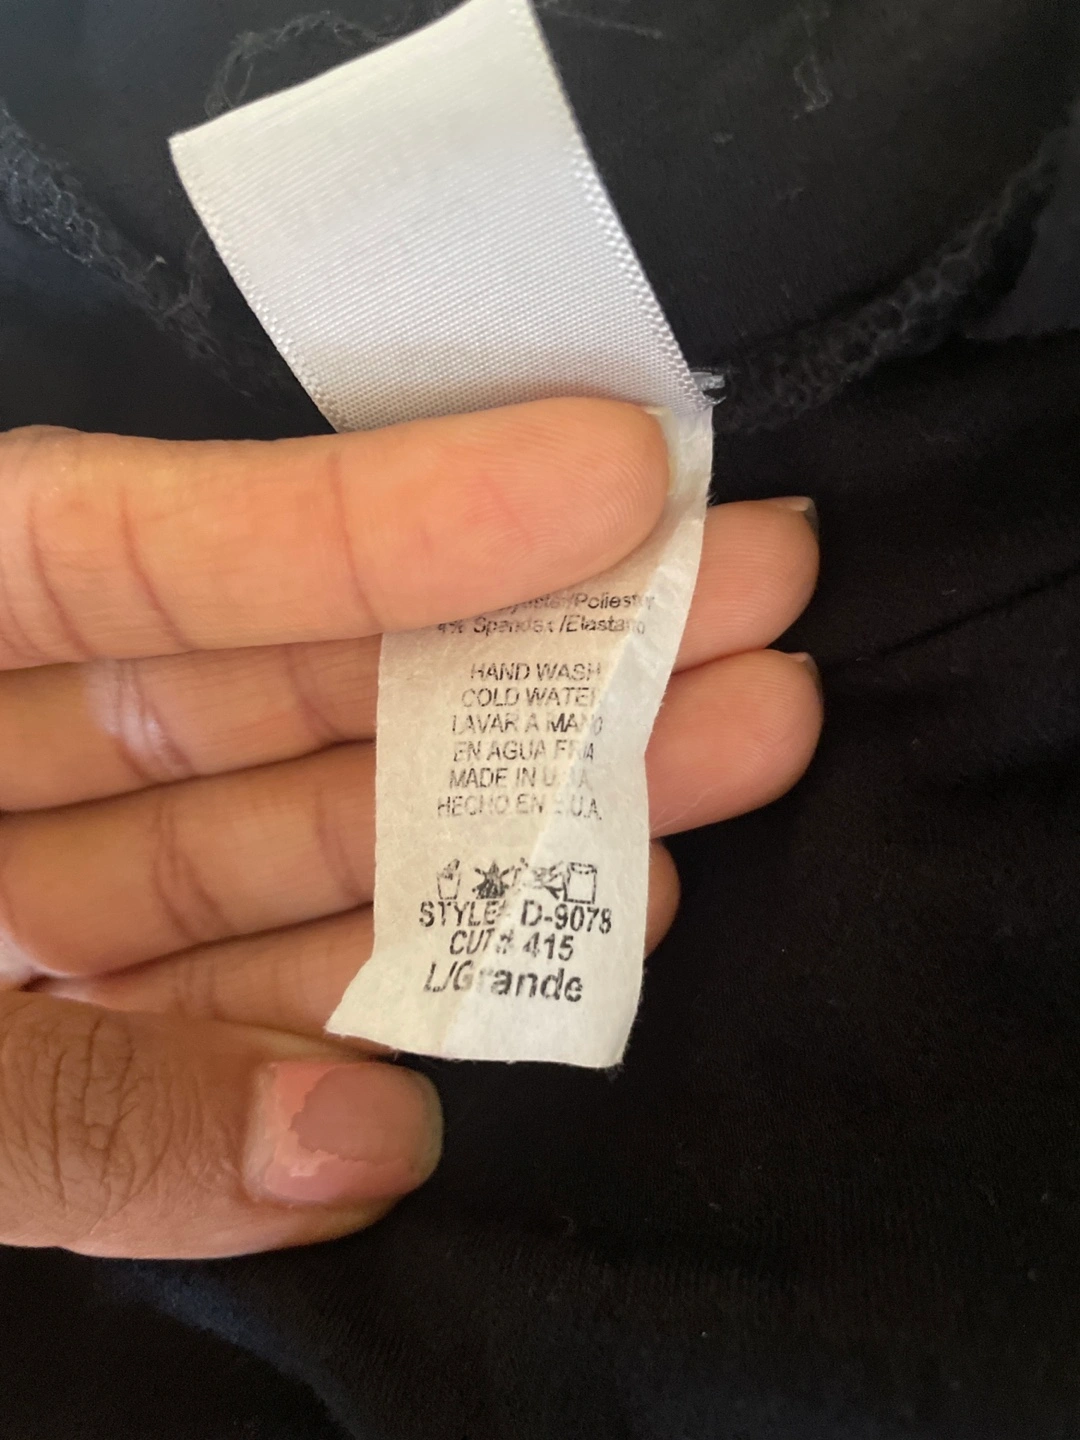 /Poliester
4% Spandex /Elastano
HAND WASH
COLD WATER
LAVAR A MANO
EN AGUA FRIA
MADE IN U.S.A.
HECHO EN E.U.A.
STYLE# D-9078
CUT# 415
L/Grande